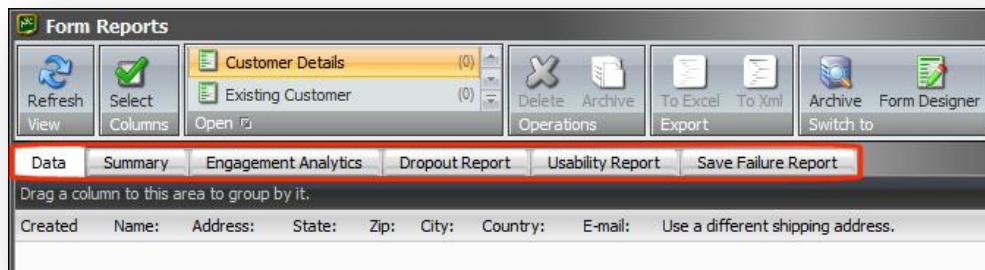 Form Reports
Customer Details (0)
Existing Customer (0)
Refresh Select Delete Archive To Excel To Xml Archive Form Designer
View Columns Open Operations Export Switch to
Data Summary Engagement Analytics Dropout Report Usability Report Save Failure Report
Drag a column to this area to group by it.
Created Name: Address: State: Zip: City: Country: E-mail: Use a different shipping address.